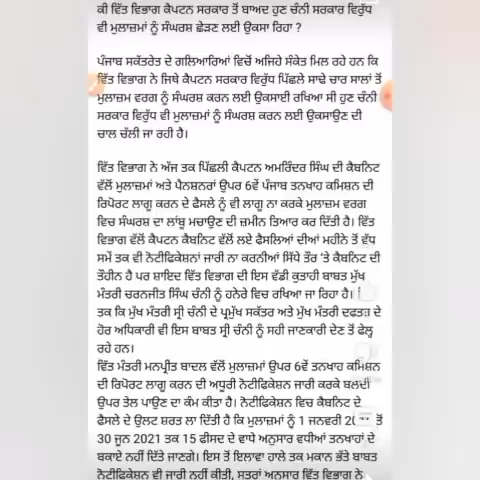 ਕੀ ਵਿੱਤ ਵਿਭਾਗ ਕੈਪਟਨ ਸਰਕਾਰ ਤੋਂ ਬਾਅਦ ਹੁਣ ਚੰਨੀ ਸਰਕਾਰ ਵਿਰੁੱਧ
ਵੀ ਮੁਲਾਜ਼ਮਾਂ ਨੂੰ ਸੰਘਰਸ਼ ਛੇੜਣ ਲਈ ਉਕਸਾ ਰਿਹਾ ?
ਪੰਜਾਬ ਸਕੱਤਰੇਤ ਦੇ ਗਲਿਆਰਿਆਂ ਵਿਚੋਂ ਅਜਿਹੇ ਸੰਕੇਤ ਮਿਲ ਰਹੇ ਹਨ ਕਿ
ਵਿੱਤ ਵਿਭਾਗ ਨੇ ਜਿਥੇ ਕੈਪਟਨ ਸਰਕਾਰ ਵਿਰੁੱਧ ਪਿੱਛਲੇ ਸਾਢੇ ਚਾਰ ਸਾਲਾਂ ਤੋਂ
ਮੁਲਾਜ਼ਮ ਵਰਗ ਨੂੰ ਸੰਘਰਸ਼ ਕਰਨ ਲਈ ਉਕਸਾਈ ਰਖਿਆ ਸੀ ਹੁਣ ਚੰਨੀ
ਸਰਕਾਰ ਵਿਰੁੱਧ ਵੀ ਮੁਲਾਜ਼ਮਾਂ ਨੂੰ ਸੰਘਰਸ਼ ਕਰਨ ਲਈ ਉਕਸਾਉਣ ਦੀ
ਚਾਲ ਚੱਲੀ ਜਾ ਰਹੀ ਹੈ।
ਵਿੱਤ ਵਿਭਾਗ ਨੇ ਅੱਜ ਤਕ ਪਿੱਛਲੀ ਕੈਪਟਨ ਅਮਰਿੰਦਰ ਸਿੰਘ ਦੀ ਕੈਬਨਿਟ
ਵੱਲੋਂ ਮੁਲਾਜ਼ਮਾਂ ਅਤੇ ਪੈਨਸ਼ਨਰਾਂ ਉਪਰ 6ਵੇਂ ਪੰਜਾਬ ਤਨਖਾਹ ਕਮਿਸ਼ਨ ਦੀ
ਰਿਪੋਰਟ ਲਾਗੂ ਕਰਨ ਦੇ ਫੈਸਲੇ ਨੂੰ ਵੀ ਲਾਗੂ ਨਾ ਕਰਕੇ ਮੁਲਾਜ਼ਮ ਵਰਗ
ਵਿਚ ਸੰਘਰਸ਼ ਦਾ ਲਾਂਬੂ ਮਚਾਉਣ ਦੀ ਜ਼ਮੀਨ ਤਿਆਰ ਕਰ ਦਿੱਤੀ ਹੈ। ਵਿੱਤ
ਵਿਭਾਗ ਵੱਲੋਂ ਕੈਪਟਨ ਕੈਬਨਿਟ ਵੱਲੋਂ ਲਏ ਫੈਸਲਿਆਂ ਦੀਆਂ ਮਹੀਨੇ ਤੋਂ ਵੱਧ
ਸਮੇਂ ਤਕ ਵੀ ਨੋਟੀਫਿਕੇਸ਼ਨਾਂ ਜਾਰੀ ਨਾ ਕਰਨੀਆਂ ਸਿੱਧੇ ਤੌਰ 'ਤੇ ਕੈਬਨਿਟ ਦੀ
ਤੌਹੀਨ ਹੈ ਪਰ ਸ਼ਾਇਦ ਵਿੱਤ ਵਿਭਾਗ ਦੀ ਇਸ ਵੱਡੀ ਕੁਤਾਹੀ ਬਾਬਤ ਮੁੱਖ
ਮੰਤਰੀ ਚਰਨਜੀਤ ਸਿੰਘ ਚੰਨੀ ਨੂੰ ਹਨੇਰੇ ਵਿਚ ਰਖਿਆ ਜਾ ਰਿਹਾ ਹੈ।
ਤਕ ਕਿ ਮੁੱਖ ਮੰਤਰੀ ਸ੍ਰੀ ਚੰਨੀ ਦੇ ਪ੍ਰਮੁੱਖ ਸਕੱਤਰ ਅਤੇ ਮੁੱਖ ਮੰਤਰੀ ਦਫਤਰ ਦੇ
ਹੋਰ ਅਧਿਕਾਰੀ ਵੀ ਇਸ ਬਾਬਤ ਸ੍ਰੀ ਚੰਨੀ ਨੂੰ ਸਹੀ ਜਾਣਕਾਰੀ ਦੇਣ ਤੋਂ ਫੇਲ੍ਹ
ਰਹੇ ਹਨ।
ਵਿੱਤ ਮੰਤਰੀ ਮਨਪ੍ਰੀਤ ਬਾਦਲ ਵੱਲੋਂ ਮੁਲਾਜ਼ਮਾਂ ਉਪਰ 6ਵੇਂ ਤਨਖਾਹ ਕਮਿਸ਼ਨ
ਦੀ ਰਿਪੋਰਟ ਲਾਗੂ ਕਰਨ ਦੀ ਅਧੂਰੀ ਨੋਟੀਫਿਕੇਸ਼ਨ ਜਾਰੀ ਕਰਕੇ ਬਲਦੀ
ਉਪਰ ਤੇਲ ਪਾਉਣ ਦਾ ਕੰਮ ਕੀਤਾ ਹੈ। ਨੋਟੀਫਿਕੇਸ਼ਨ ਵਿਚ ਕੈਬਨਿਟ ਦੇ
ਫੈਸਲੇ ਦੇ ਉਲਟ ਸ਼ਰਤ ਲਾ ਦਿੱਤੀ ਹੈ ਕਿ ਮੁਲਾਜ਼ਮਾਂ ਨੂੰ 1 ਜਨਵਰੀ ਤੋਂ
30 ਜੂਨ 2021 ਤਕ 15 ਫੀਸਦ ਦੇ ਵਾਧੇ ਅਨੁਸਾਰ ਵਧੀਆਂ ਤਨਖਾਹਾਂ ਦੇ
ਬਕਾਏ ਨਹੀਂ ਦਿੱਤੇ ਜਾਣਗੇ। ਇਸ ਤੋਂ ਇਲਾਵਾ ਹਾਲੇ ਤਕ ਮਕਾਨ ਭੱਤੇ ਬਾਬਤ
ਨੋਟੀਫਿਕੇਸ਼ਨ ਵੀ ਜਾਰੀ ਨਹੀਂ ਕੀਤੀ, ਸੂਤਰਾਂ ਅਨੁਸਾਰ ਵਿੱਤ ਵਿਭਾਗ ਨੇ